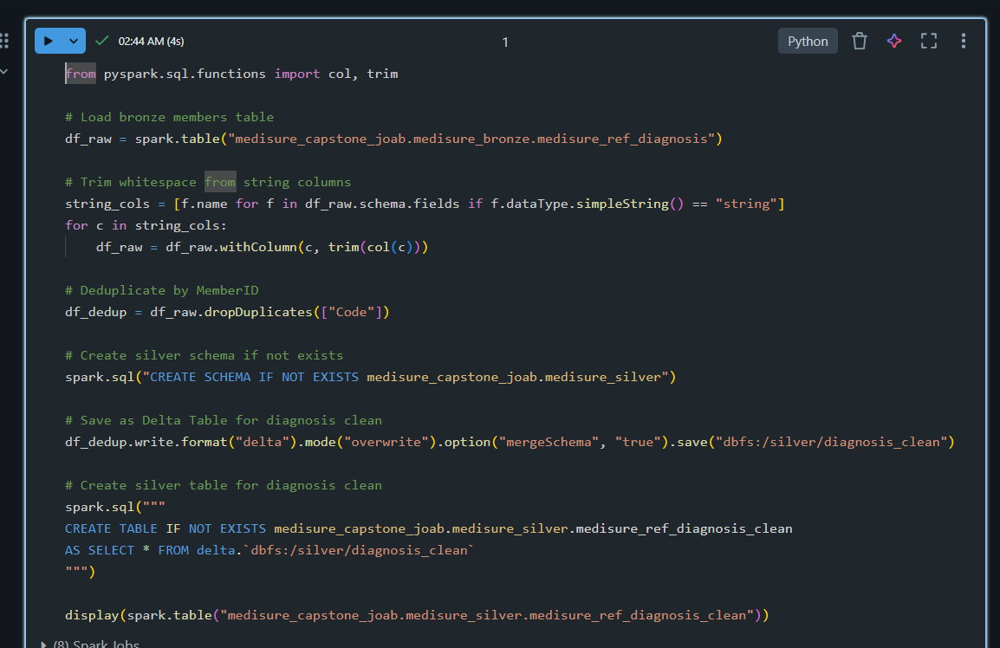 02:44 AM (4s)
1
Python
from pyspark.sql.functions import col, trim
# Load bronze members table
df_raw = spark.table("medisure_capstone_joab.medisure_bronze.medisure_ref_diagnosis")
# Trim whitespace from string columns
string_cols = [f.name for f in df_raw.schema.fields if f.dataType.simpleString() == "string"]
for c in string_cols:
    df_raw = df_raw.withColumn(c, trim(col(c)))
# Deduplicate by MemberID
df_dedup = df_raw.dropDuplicates(["Code"])
# Create silver schema if not exists
spark.sql("CREATE SCHEMA IF NOT EXISTS medisure_capstone_joab.medisure_silver")
# Save as Delta Table for diagnosis clean
df_dedup.write.format("delta").mode("overwrite").option("mergeSchema", "true").save("dbfs:/silver/diagnosis_clean")
# Create silver table for diagnosis clean
spark.sql("""
CREATE TABLE IF NOT EXISTS medisure_capstone_joab.medisure_silver.medisure_ref_diagnosis_clean
AS SELECT * FROM delta.`dbfs:/silver/diagnosis_clean`
""")
display(spark.table("medisure_capstone_joab.medisure_silver.medisure_ref_diagnosis_clean"))
(8) Spark Jobs